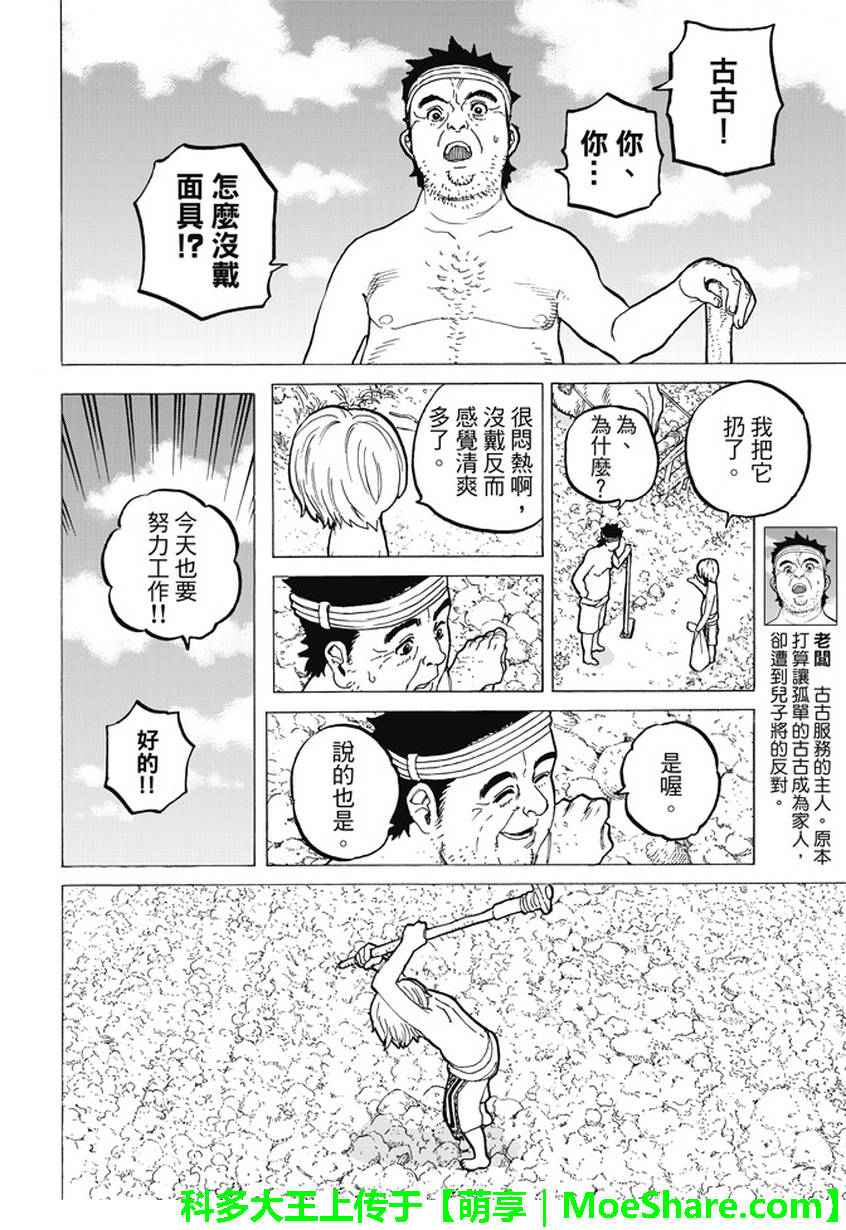 古古！
你、
你…
怎麼沒戴
面具!?
我把它
扔了。
為、
為什麼？
很悶熱啊，
沒戴反而
感覺清爽
多了。
是喔。
說的也是。
今天也要
努力工作!!
好的!!
老闆　古古服務的主人。原本
打算讓孤單的古古成為家人，
卻遭到兒子將的反對。
科多大王上传于【萌享｜MoeShare.com】